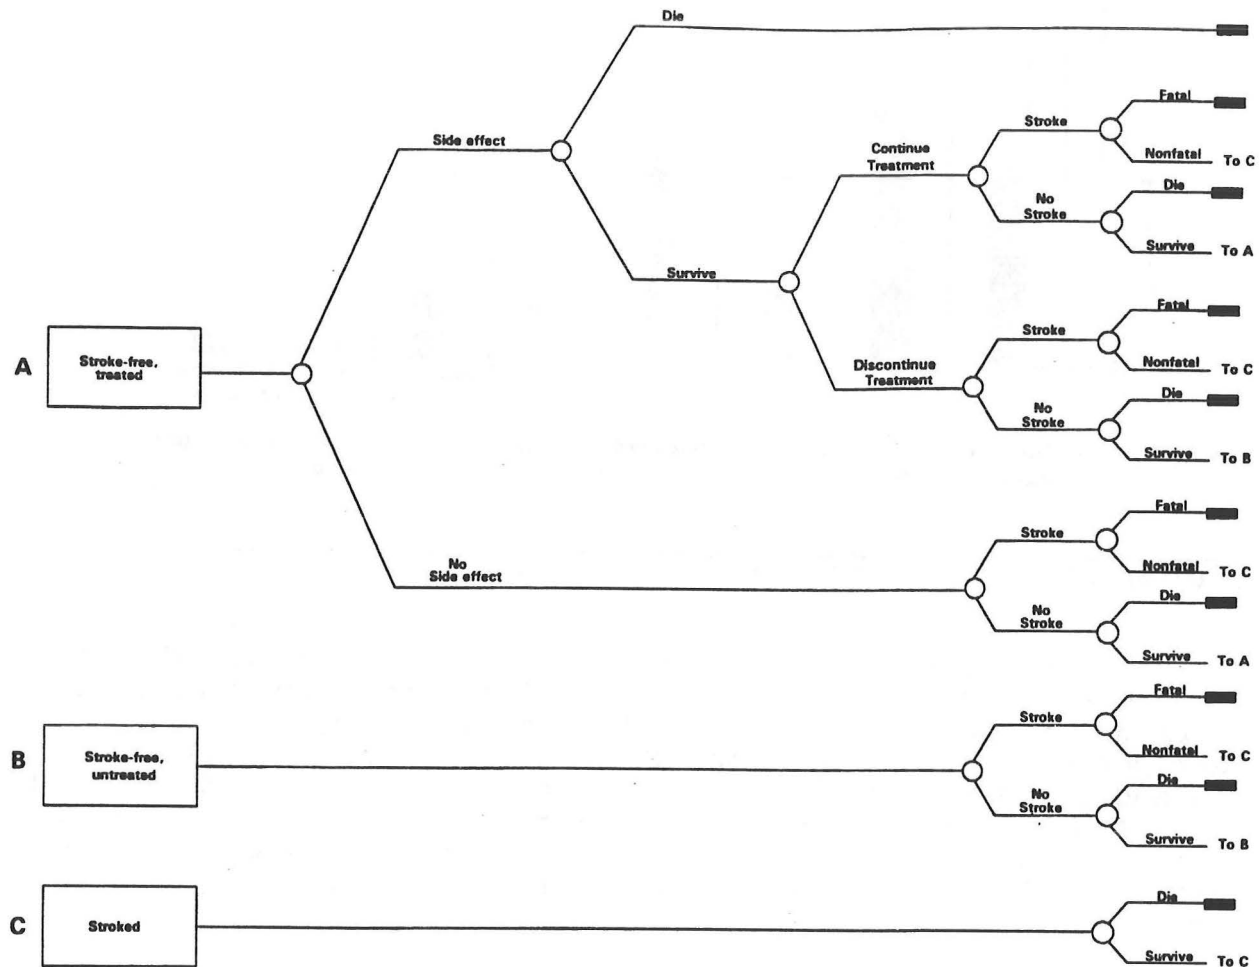 Die
Fatal
Stroke
Side effect
Continue
Treatment
Nonfatal
To C
Die
No
Stroke
Survive
To A
Survive
Fatal
Stroke
A
Stroke-free,
treated
Discontinue
Treatment
Nonfatal
To C
Die
No
Stroke
Survive
To B
Fatal
Stroke
No
Side effect
Nonfatal
To C
Die
No
Stroke
Survive
To A
Fatal
Stroke
B
Stroke-free,
untreated
Nonfatal
To C
Die
No
Stroke
Survive
To B
Die
C
Stroked
Survive
To C